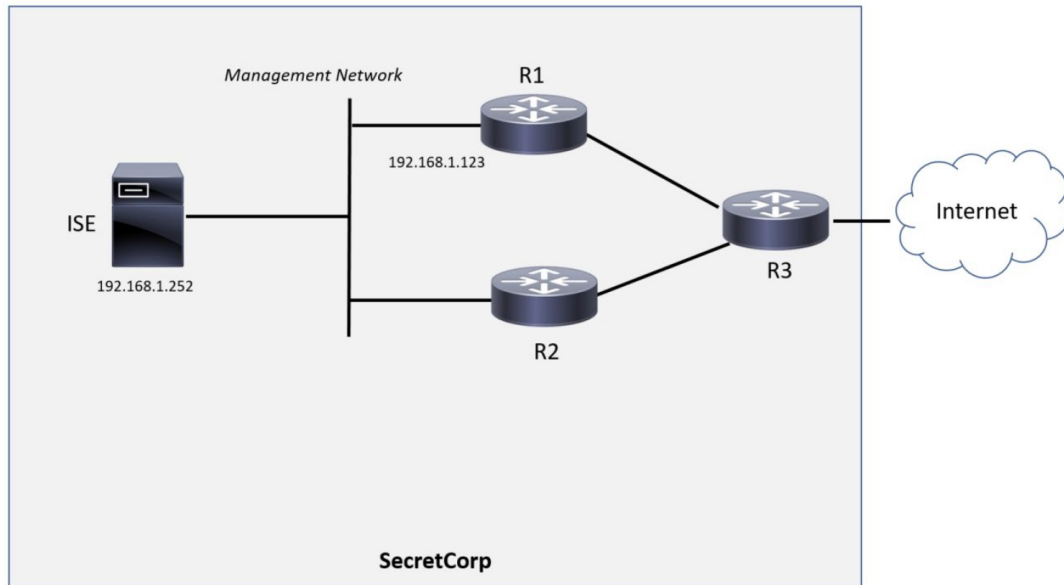 Management Network
R1
192.168.1.123
ISE
192.168.1.252
R3
Internet
R2
SecretCorp